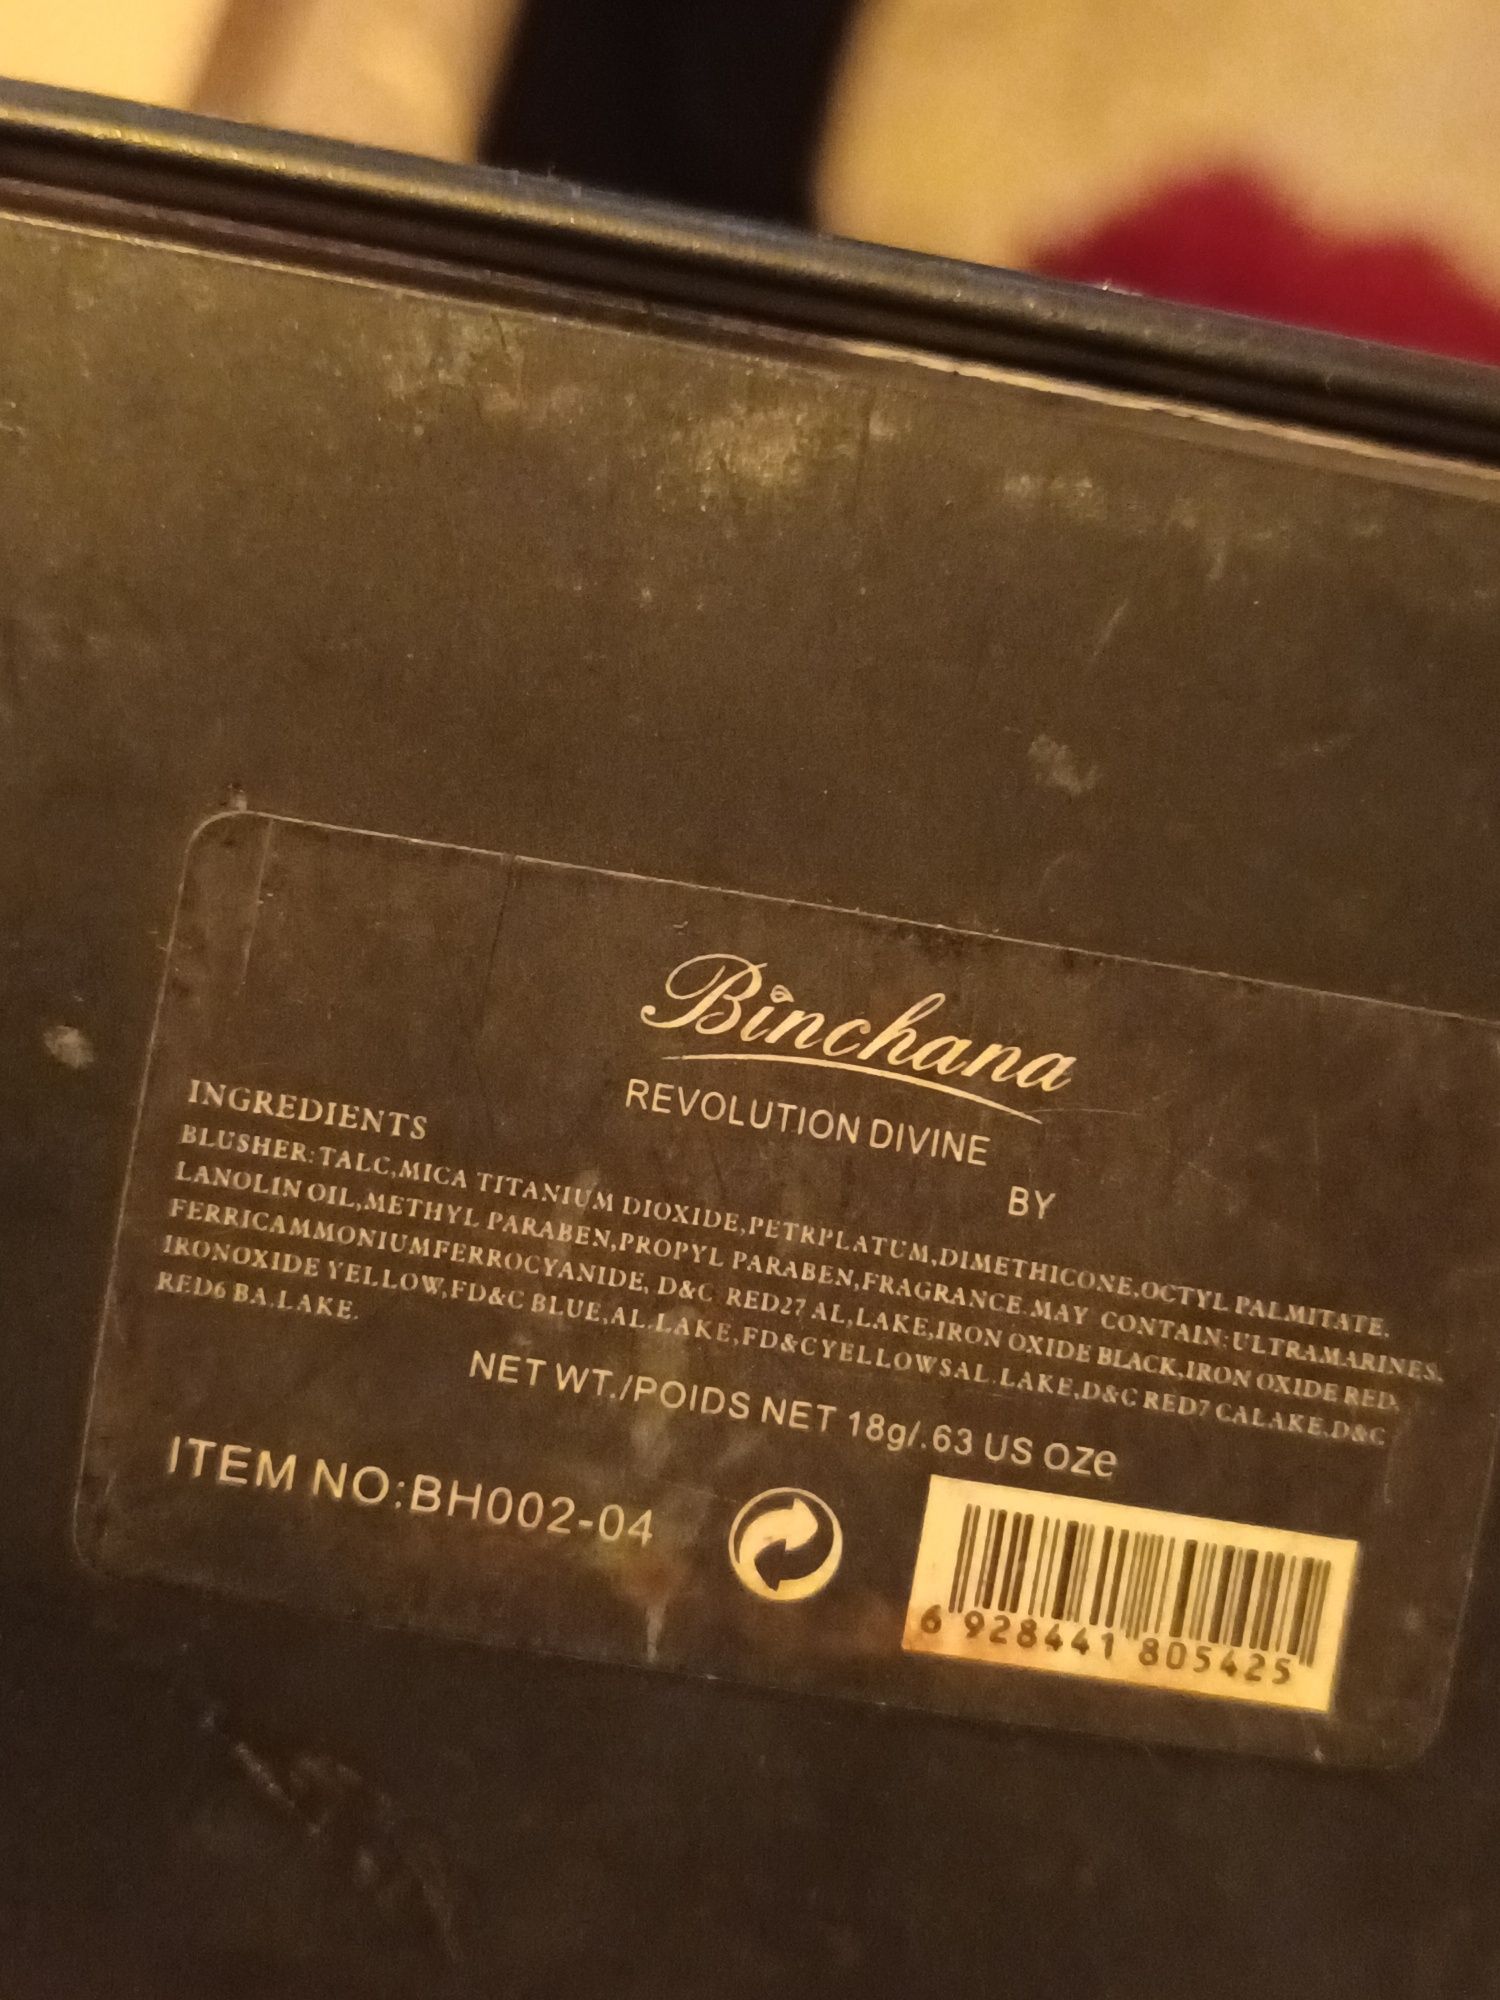 Binchana
REVOLUTION DIVINE
BY
INGREDIENTS
BLUSHER:TALC,MICA TITANIUM DIOXIDE,PETRPLATUM,DIMETHICONE,OCTYL PALMITATE.
LANOLIN OIL,METHYL PARABEN,PROPYL PARABEN,FRAGRANCE.MAY CONTAIN:ULTRAMARINES.
FERRICAMMONIUMFERROCYANIDE, D&C RED27 AL,LAKE,IRON OXIDE BLACK,IRON OXIDE RED.
IRONOXIDE YELLOW,FD&C BLUE,AL.LAKE,FD&CYELLOWSAL.LAKE,D&C RED7 CALAKE,D&C
RED6 BA.LAKE.
NET WT./POIDS NET 18g/.63 US OZe
ITEM NO:BH002-04
6 928441 805425